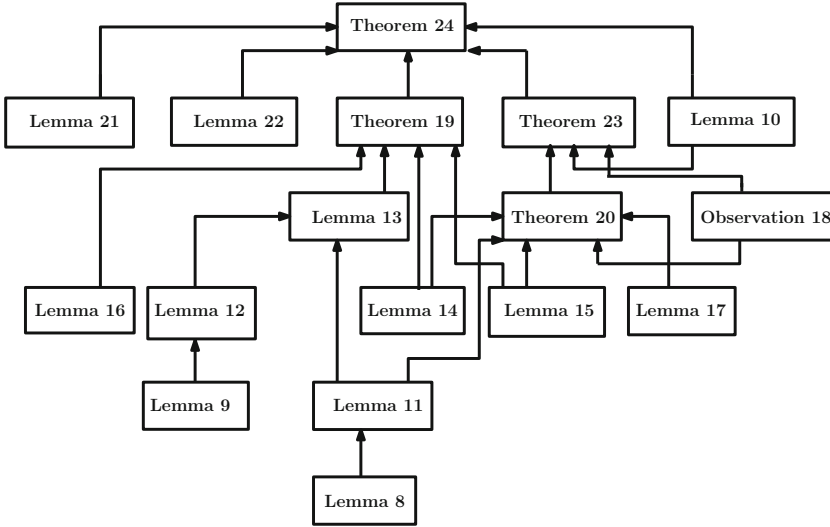 Theorem 24
Lemma 21
Lemma 22
Theorem 19
Theorem 23
Lemma 10
Lemma 13
Theorem 20
Observation 18
Lemma 16
Lemma 12
Lemma 14
Lemma 15
Lemma 17
Lemma 9
Lemma 11
Lemma 8